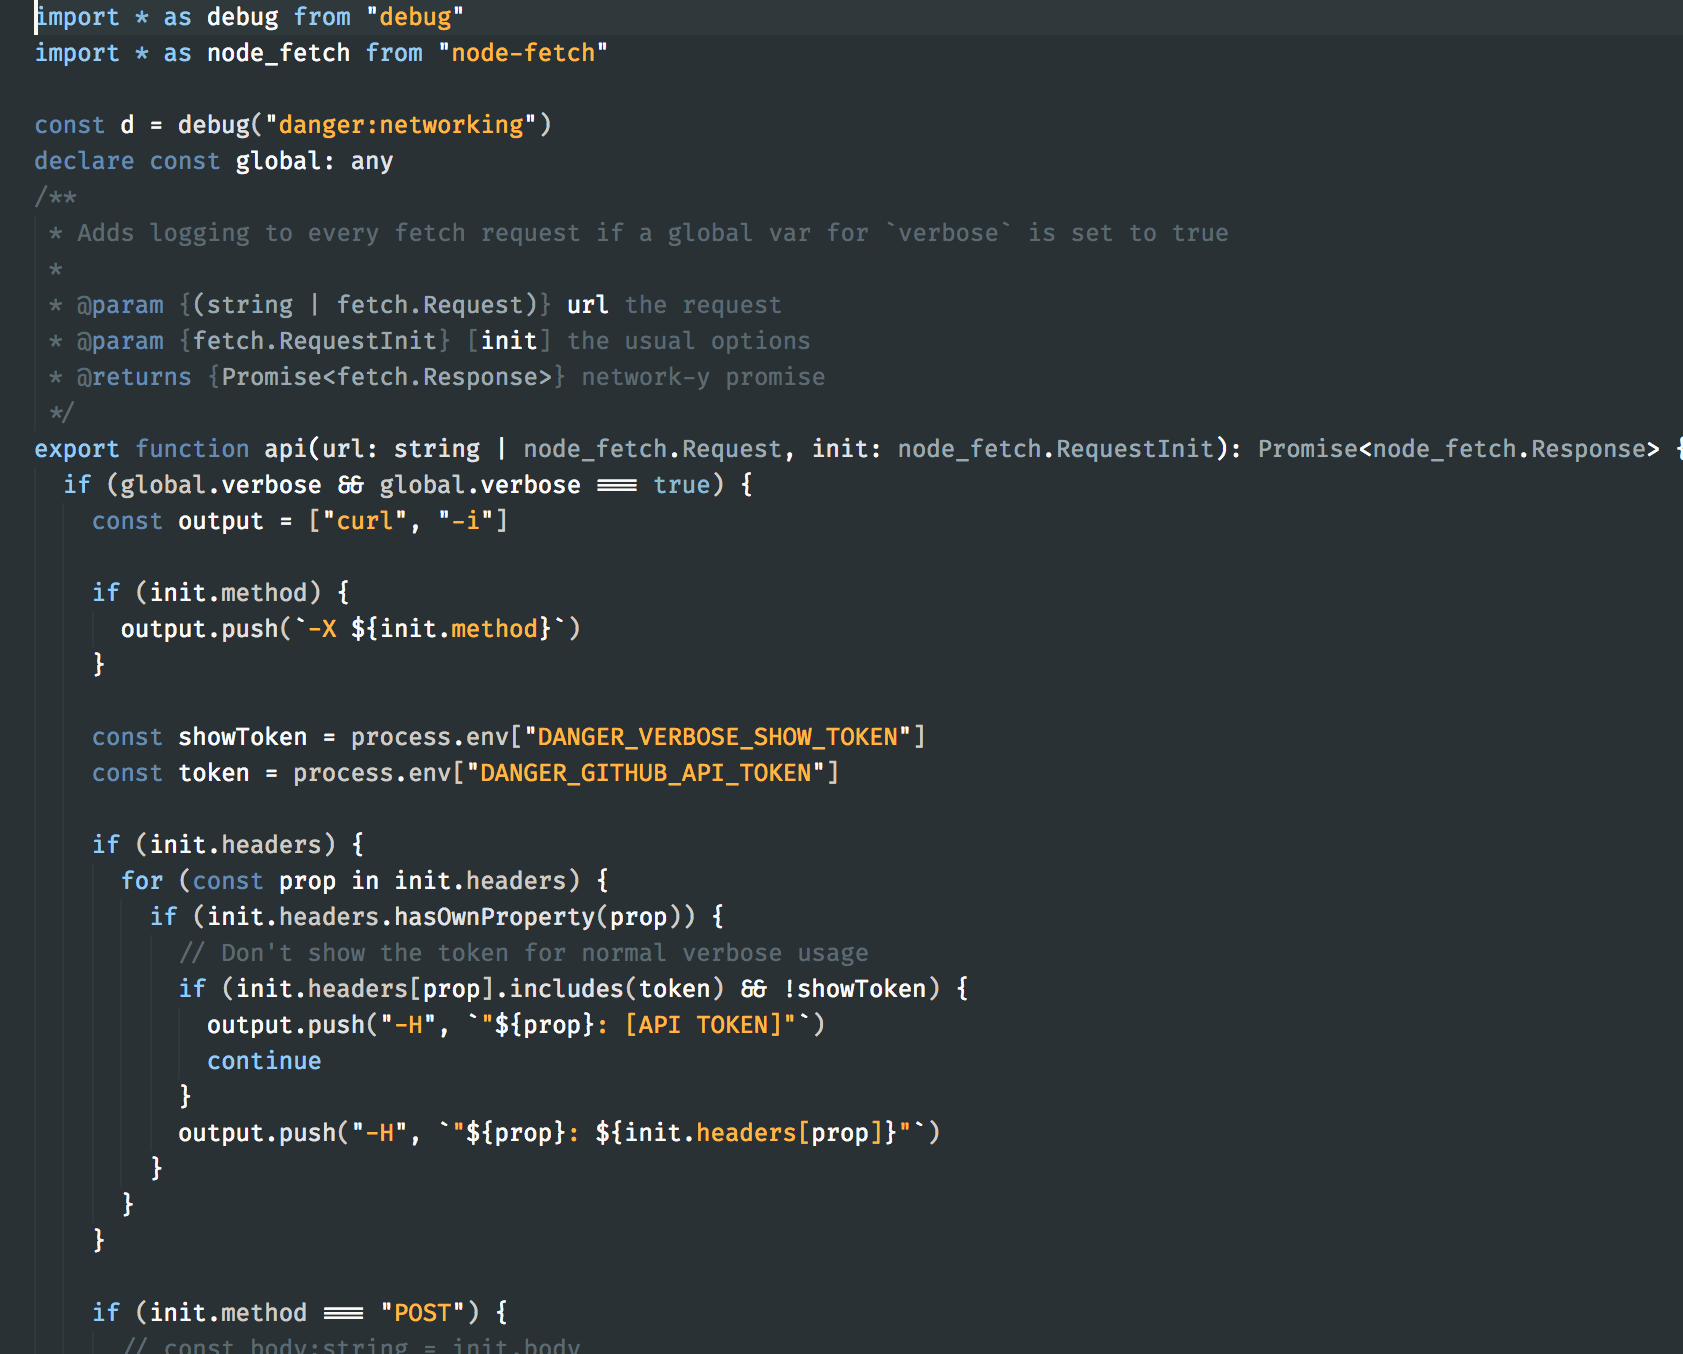 import * as debug from "debug"
import * as node_fetch from "node-fetch"

const d = debug("danger:networking")
declare const global: any
/**
 * Adds logging to every fetch request if a global var for `verbose` is set to true
 *
 * @param {(string | fetch.Request)} url the request
 * @param {fetch.RequestInit} [init] the usual options
 * @returns {Promise<fetch.Response>} network-y promise
 */
export function api(url: string | node_fetch.Request, init: node_fetch.RequestInit): Promise<node_fetch.Response> {
  if (global.verbose && global.verbose === true) {
    const output = ["curl", "-i"]

    if (init.method) {
      output.push(`-X ${init.method}`)
    }

    const showToken = process.env["DANGER_VERBOSE_SHOW_TOKEN"]
    const token = process.env["DANGER_GITHUB_API_TOKEN"]

    if (init.headers) {
      for (const prop in init.headers) {
        if (init.headers.hasOwnProperty(prop)) {
          // Don't show the token for normal verbose usage
          if (init.headers[prop].includes(token) && !showToken) {
            output.push("-H", `"${prop}: [API TOKEN]"`)
            continue
          }
          output.push("-H", `"${prop}: ${init.headers[prop]}"`)
        }
      }
    }

    if (init.method === "POST") {
      // const body:string = init.body